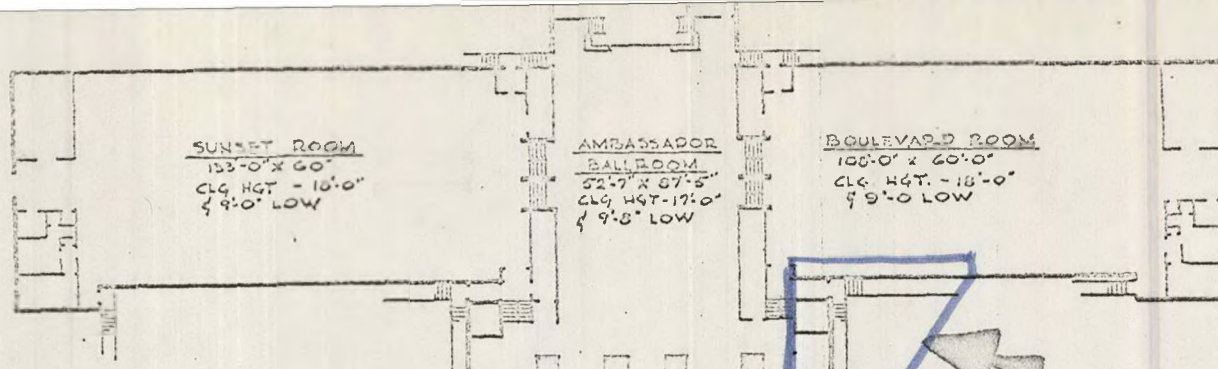 SUNSET ROOM
133'-0" X 60'
CLG HGT - 18'-0"
& 9'-0" LOW
AMBASSADOR
BALLROOM
52'-7" X 87'-5"
CLG HGT-17'-0"
& 9'-8" LOW
BOULEVARD ROOM
108'-0" x 60'-0"
CLG. HGT. - 18'-0"
& 9'-0 LOW